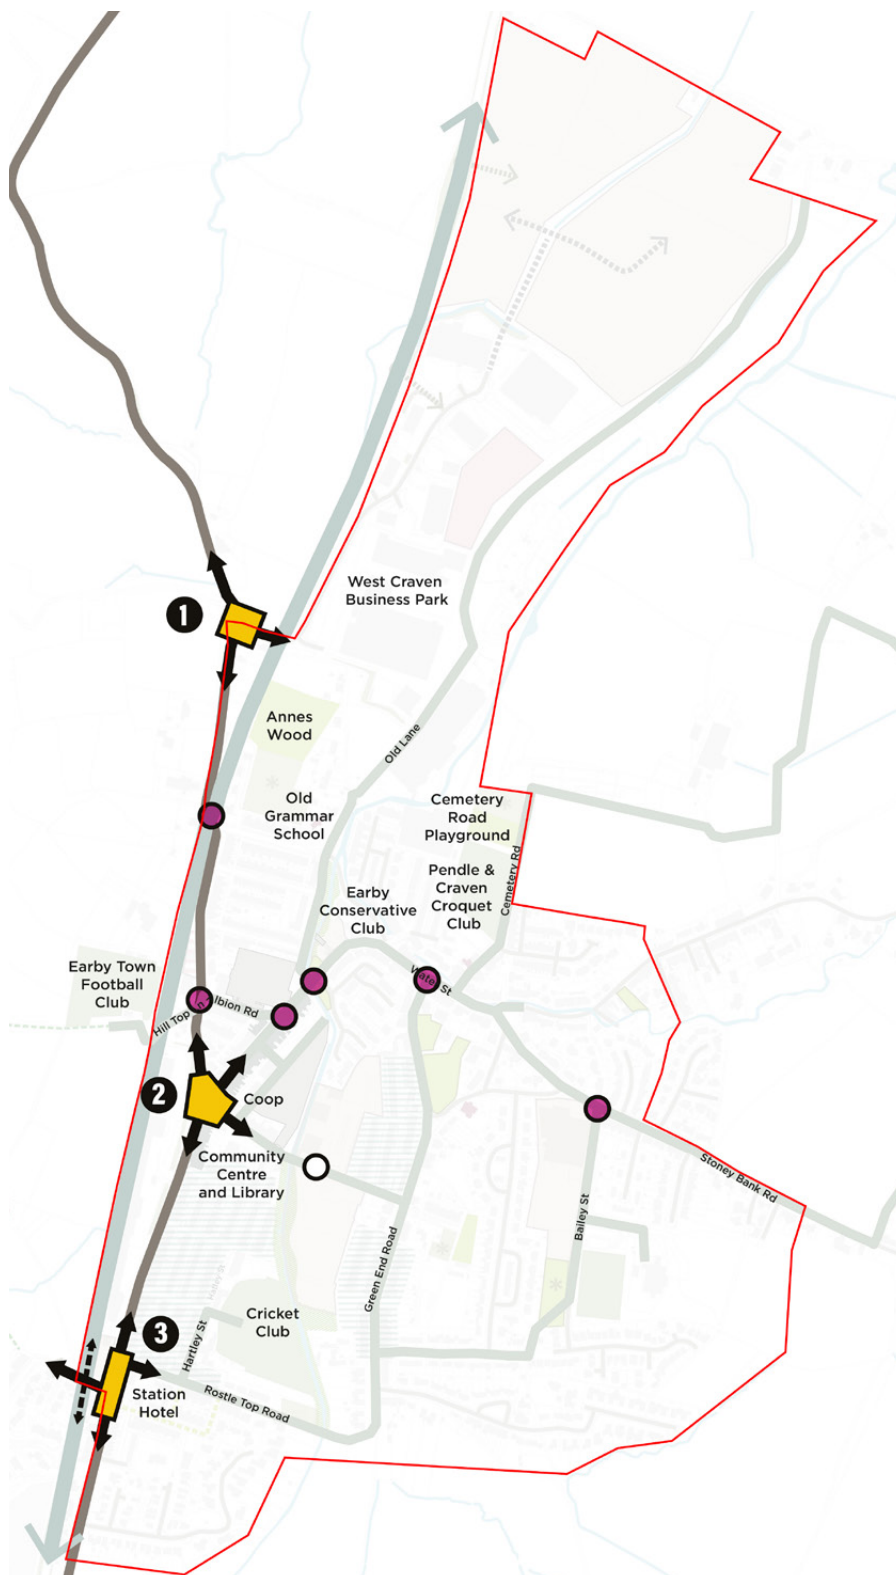 1
West Craven
Business Park
Annes
Wood
Old Lane
Old
Grammar
School
Cemetery
Road
Playground
Pendle &
Craven
Croquet
Club
Cemetery Rd
Earby
Conservative
Club
Earby Town
Football
Club
Water St
Hill Top
Albion Rd
2
Coop
Community
Centre
and Library
Stoney Bank Rd
Bailey St
Green End Road
3
Hartley St
Cricket
Club
Station
Hotel
Rostle Top Road